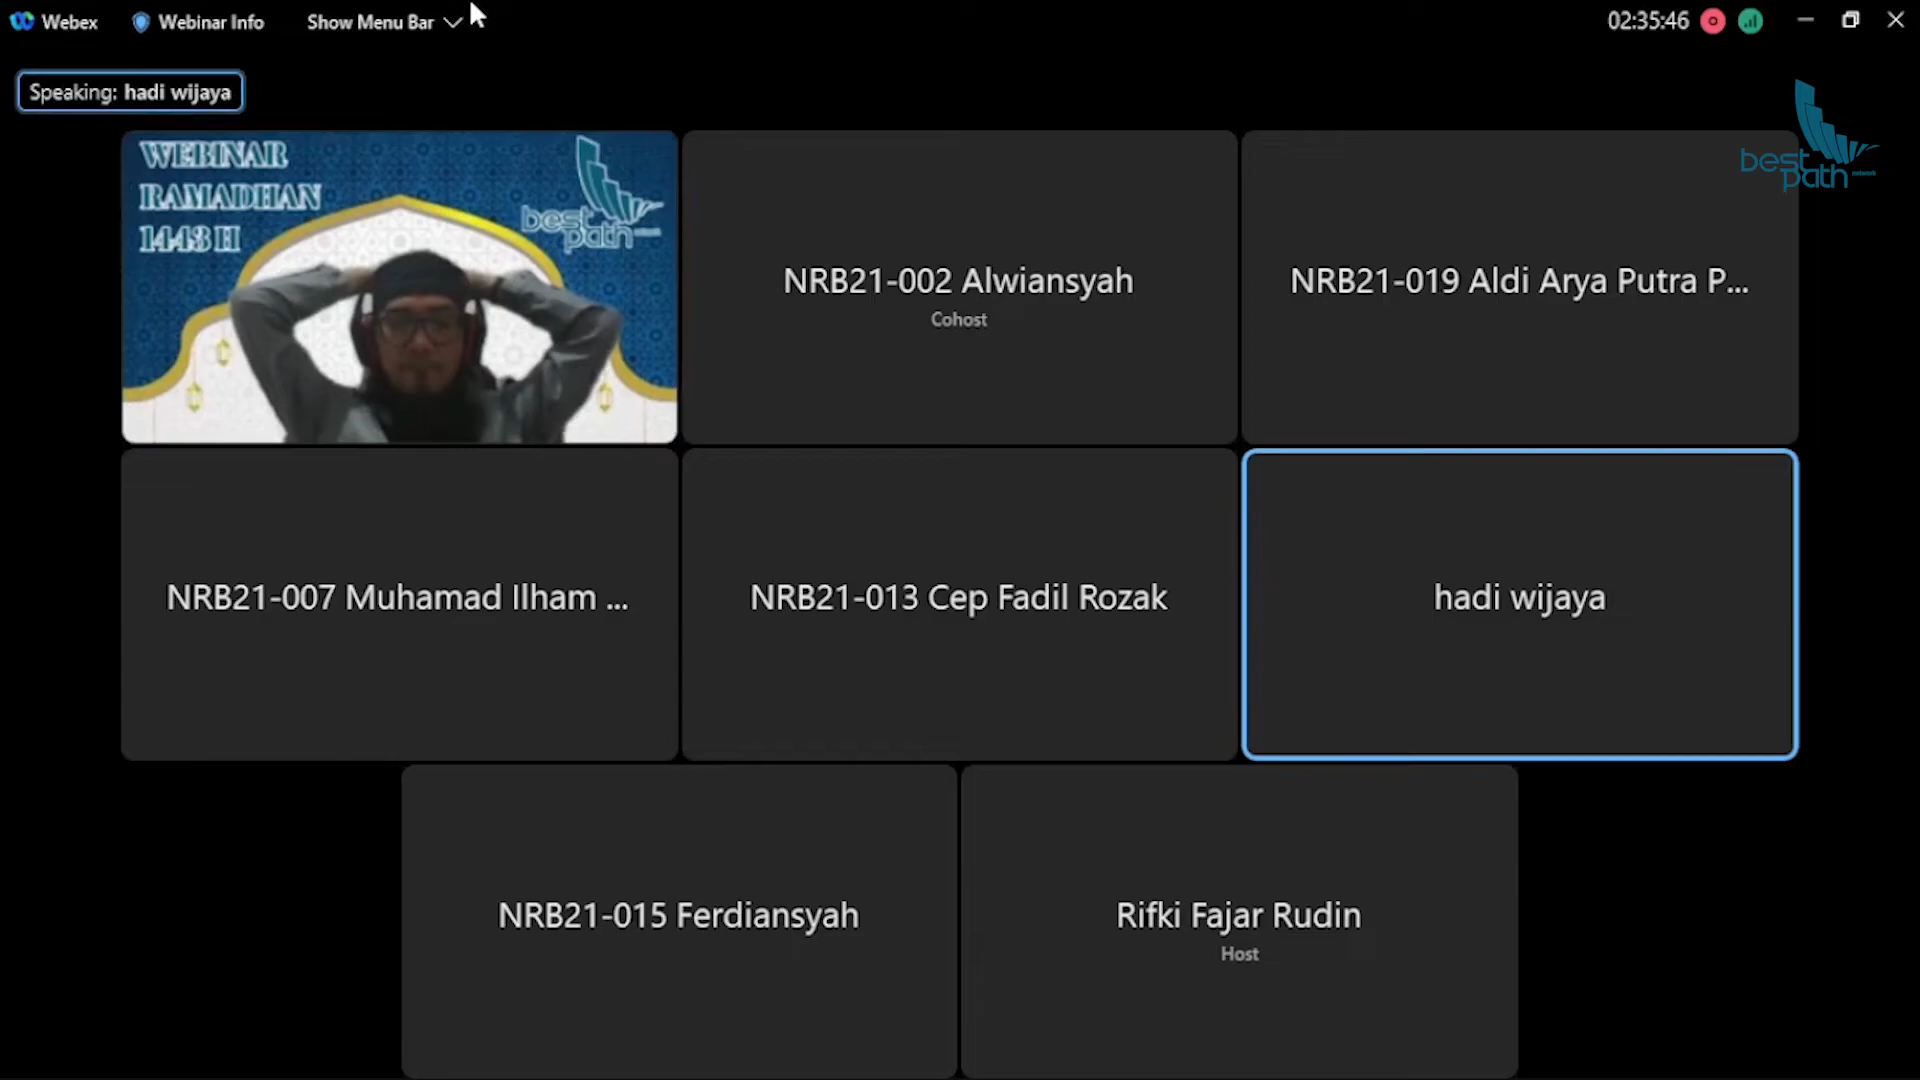 Webex
Webinar Info
Show Menu Bar
02:35:46
Speaking: hadi wijaya
best path network
WEBINAR
RAMADHAN
1443 H
best path network
NRB21-002 Alwiansyah
Cohost
NRB21-019 Aldi Arya Putra P...
NRB21-007 Muhamad Ilham ...
NRB21-013 Cep Fadil Rozak
hadi wijaya
NRB21-015 Ferdiansyah
Rifki Fajar Rudin
Host